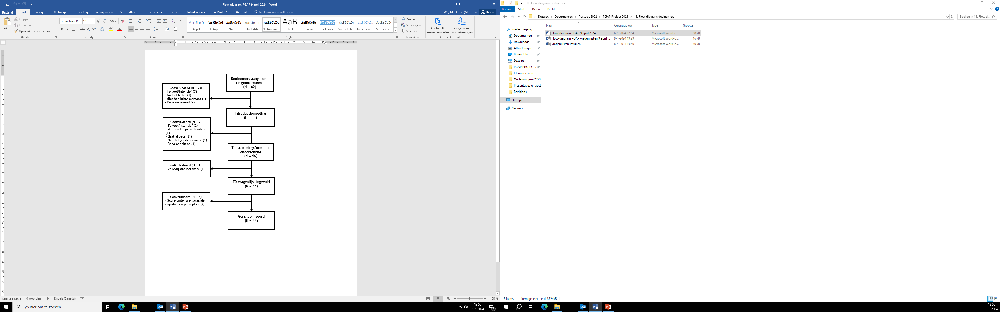 Flow-diagram PGAP 9 april 2024 - Word
Bestand Start Invoegen Ontwerpen Indeling Verwijzingen Verzendlijsten Controleren Beeld Ontwikkelaars EndNote 21 Acrobat Geef aan wat u wilt doen... Wit, M.E.C. de (Mariska) Delen
Plakken
Knippen
Kopiëren
Opmaak kopiëren/plakken
Times New R 10
Kop 1 ¶ Kop 2 Nadruk Ondertitel ¶ Standaard Titel Zwaar Duidelijk c... Subtiele b... Intensieve... Subtiele v...
Zoeken
Vervangen
Selecteren
Adobe PDF maken en delen
Vragen om handtekeningen
Klembord Lettertype Alinea Stijlen Bewerken Adobe Acrobat
Deelnemers aangemeld
en geïnformeerd
(N = 62)
Geëxcludeerd (N = 7):
- Te veel/intensief (3)
- Gaat al beter (1)
- Niet het juiste moment (1)
- Rede onbekend (2)
Introductiemeeting
(N = 55)
Geëxcludeerd (N = 9):
- Te veel/intensief (2)
- Wil situatie privé houden
(1)
- Gaat al beter (1)
- Niet het juiste moment (1)
- Rede onbekend (4)
Toestemmingsformulier
ondertekend
(N = 46)
Geëxcludeerd (N = 1):
- Volledig aan het werk (1)
T0 vragenlijst ingevuld
(N = 45)
Geëxcludeerd (N = 7):
- Score onder grenswaarde
cognities en percepties (7)
Gerandomiseerd
(N = 38)
Pagina 1 van 1 0 woorden Engels (Canada) 100 %
Typ hier om te zoeken
12:56
6-5-2024
11. Flow diagram deelnemers
Bestand Start Delen Beeld
Deze pc Documenten Postdoc 2022 PGAP Project 2021 11. Flow diagram deelnemers Zoeken in 11. Flow d...
Naam Gewijzigd op Type Grootte
Flow-diagram PGAP 9 april 2024 6-5-2024 12:54 Microsoft Word-d... 38 kB
Flow-diagram PGAP vragenlijsten 9 april ... 9-4-2024 19:29 Microsoft Word-d... 46 kB
vragenljisten invullen 8-4-2024 15:40 Microsoft Word-d... 30 kB
Snelle toegang
Documenten
Downloads
Afbeeldingen
Bureaublad
Deze pc
PGAP PROJECT 2
Clean revisions
Onderwijs juni 2023
Presentaties en abst
Revisions
Deze pc
Netwerk
3 items 1 item geselecteerd 37,9 kB
12:56
6-5-2024